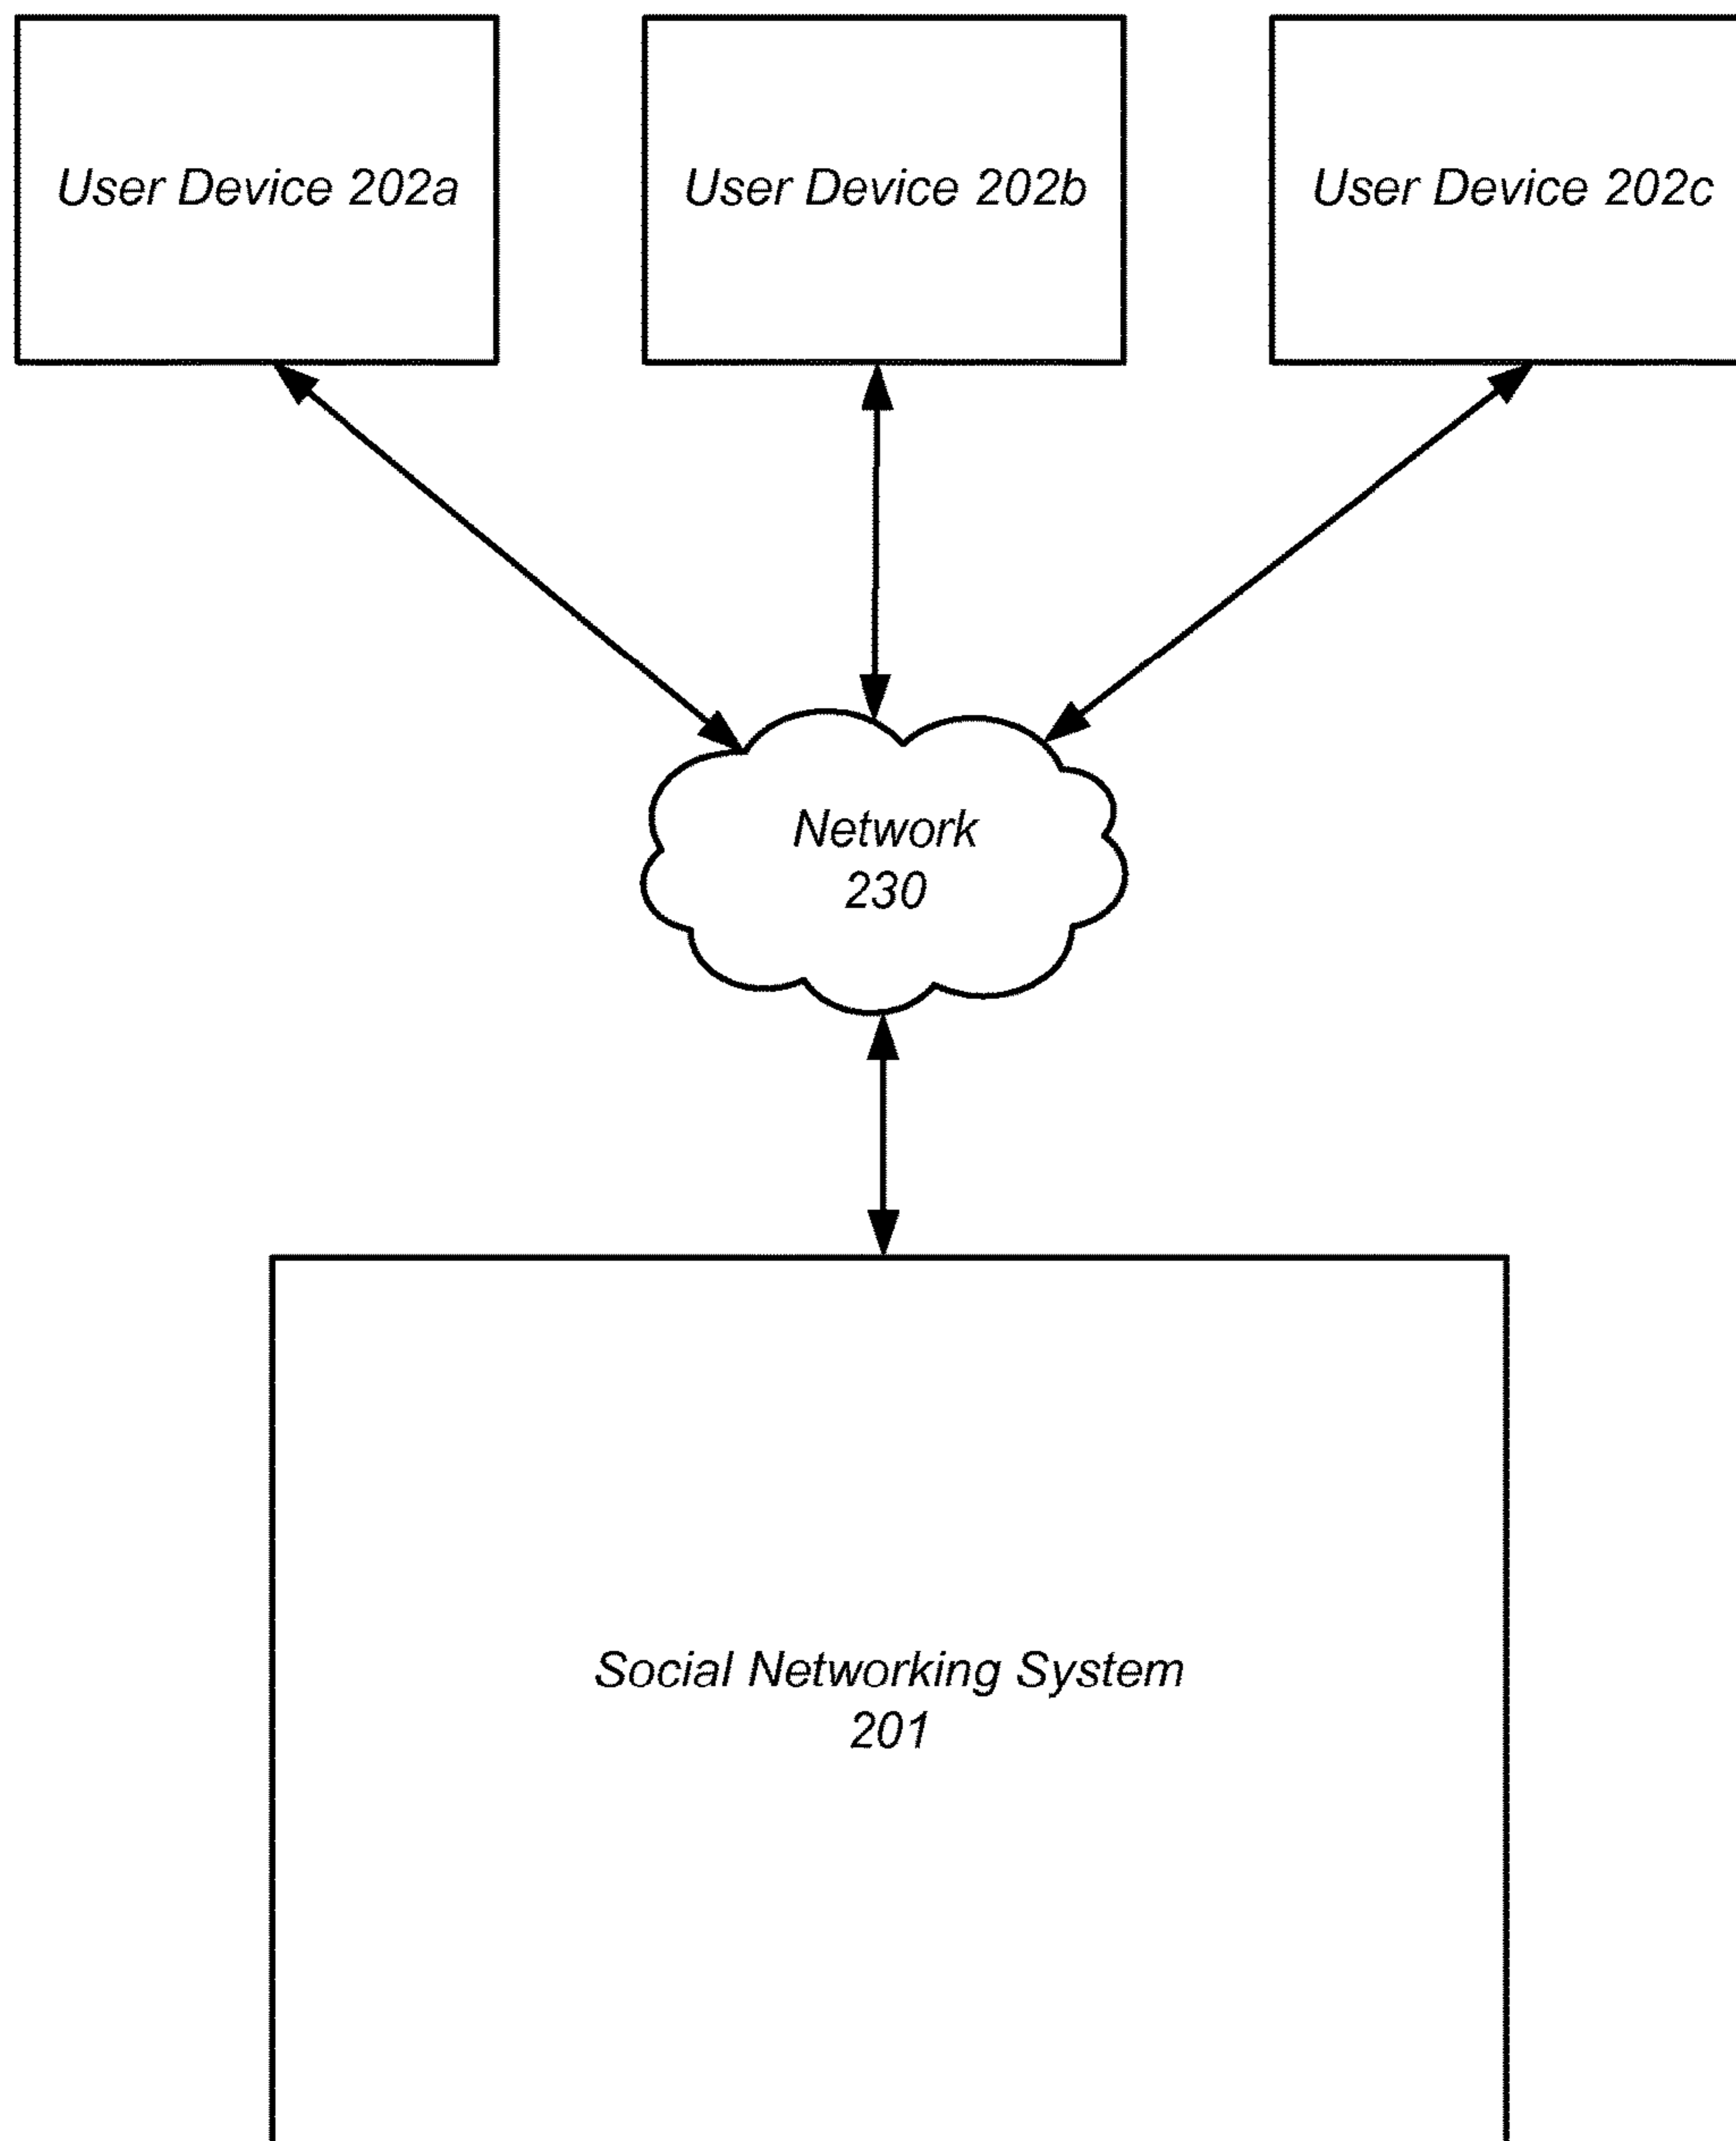 User Device 202a
User Device 202b
User Device 202c
Network
230
Social Networking System
201